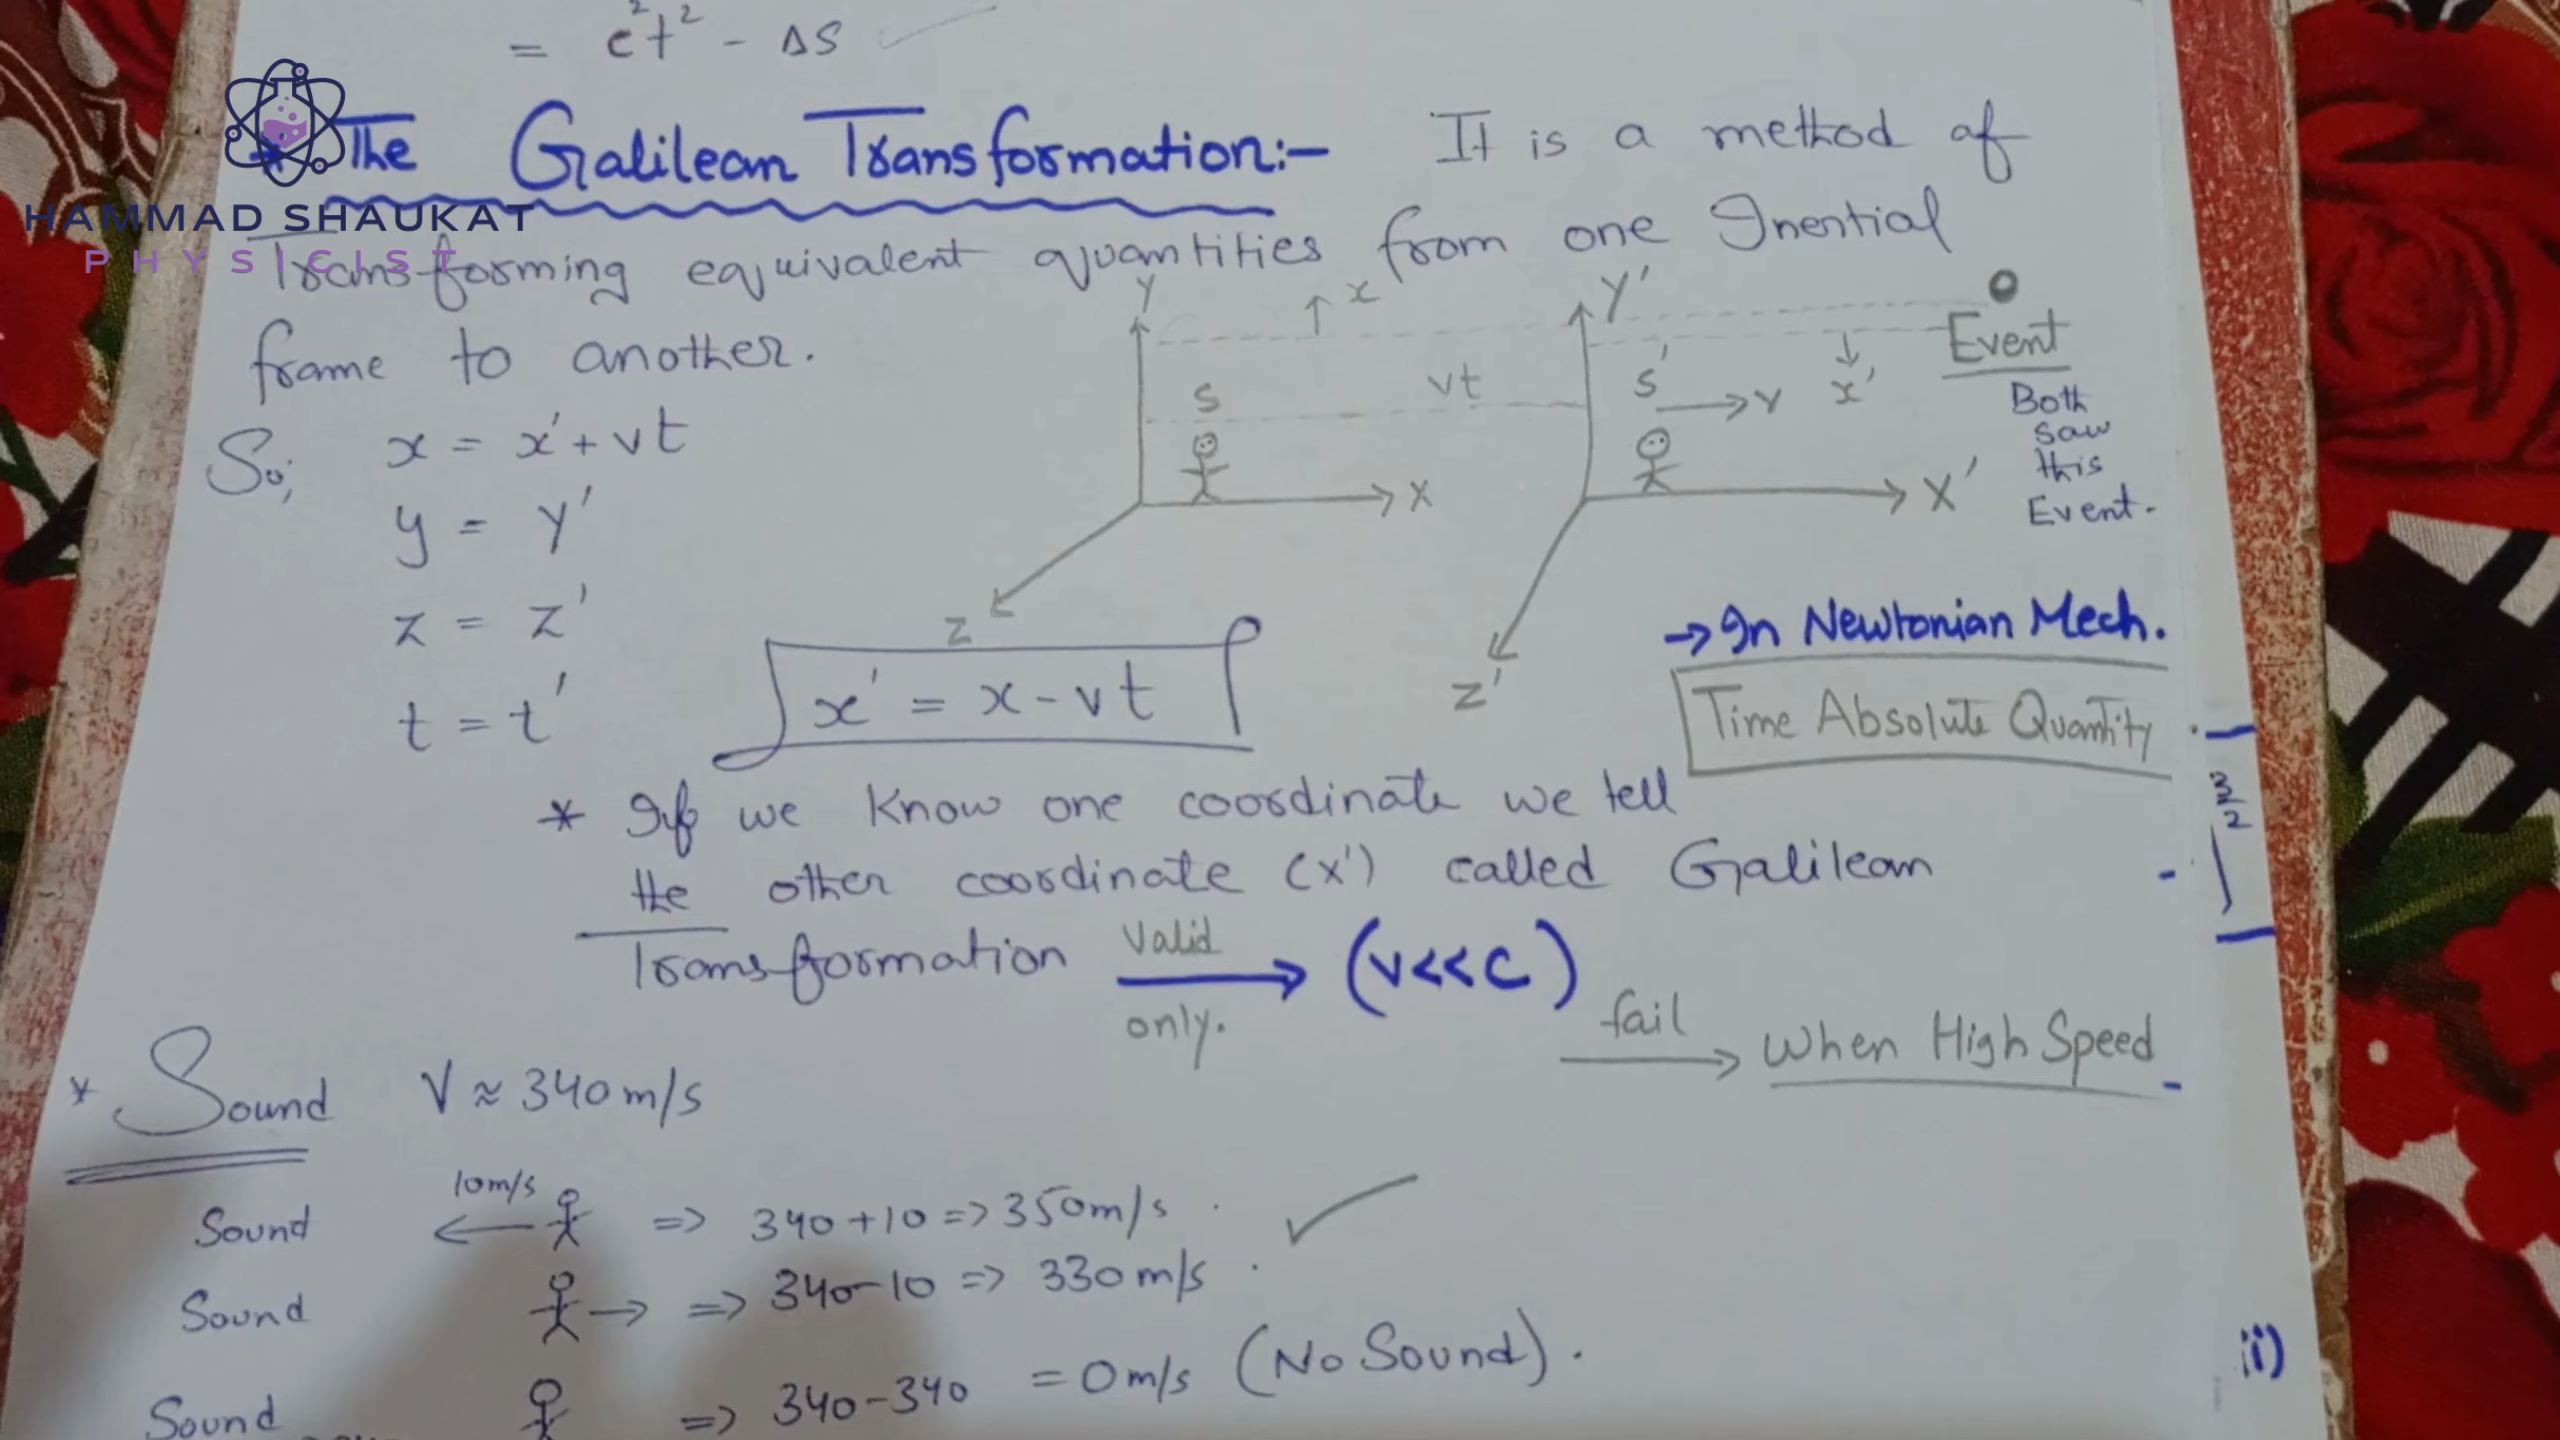 = c²t² - ΔS
* The Galilean Transformation:- It is a method of
Transforming equivalent quantities from one Inertial
frame to another.
So, x = x' + vt
y = y'
z = z'
t = t'
x' = x - vt
Y
x
S
vt
X
Z
Y'
S'
V
x'
X'
Z'
Event
Both
saw
this
Event.
→ In Newtonian Mech.
Time Absolute Quantity
* If we know one coordinate we tell
the other coordinate (x') called Galilean
Transformation valid only. → (v<<c)
fail → When High Speed
* Sound V ≈ 340 m/s
Sound 10m/s ← => 340 + 10 => 350m/s .
Sound → => 340-10 => 330 m/s .
Sound => 340-340 = 0 m/s (No Sound).
ii)
HAMMAD SHAUKAT
PHYSICIST